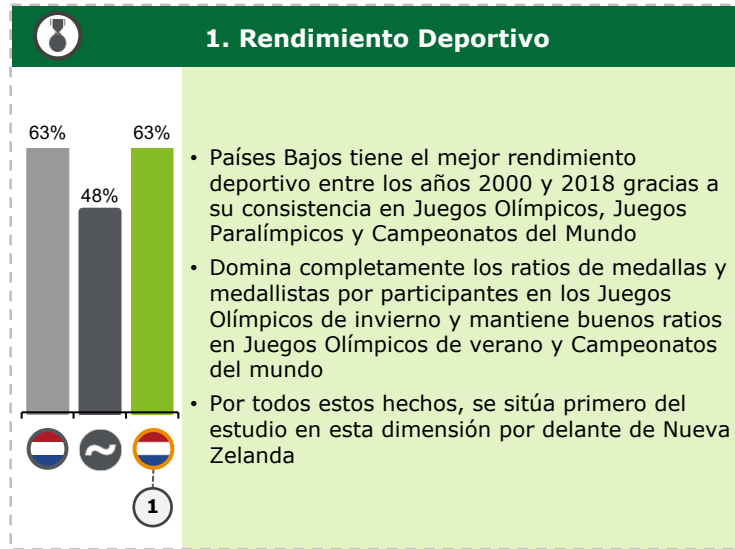 1. Rendimiento Deportivo
63%
48%
63%
1
• Países Bajos tiene el mejor rendimiento
deportivo entre los años 2000 y 2018 gracias a
su consistencia en Juegos Olímpicos, Juegos
Paralímpicos y Campeonatos del Mundo
• Domina completamente los ratios de medallas y
medallistas por participantes en los Juegos
Olímpicos de invierno y mantiene buenos ratios
en Juegos Olímpicos de verano y Campeonatos
del mundo
• Por todos estos hechos, se sitúa primero del
estudio en esta dimensión por delante de Nueva
Zelanda